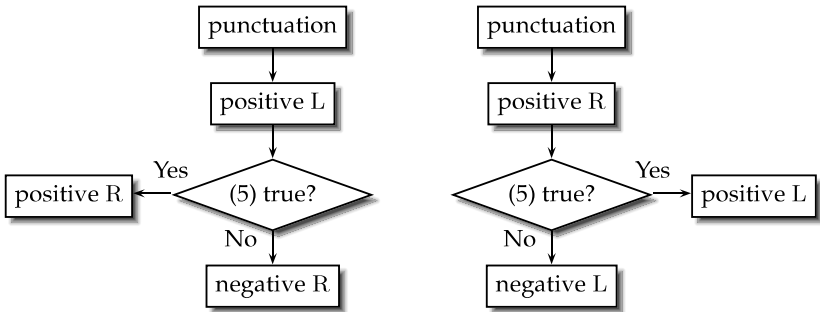 punctuation
positive L
(5) true?
Yes
positive R
No
negative R
punctuation
positive R
(5) true?
Yes
positive L
No
negative L